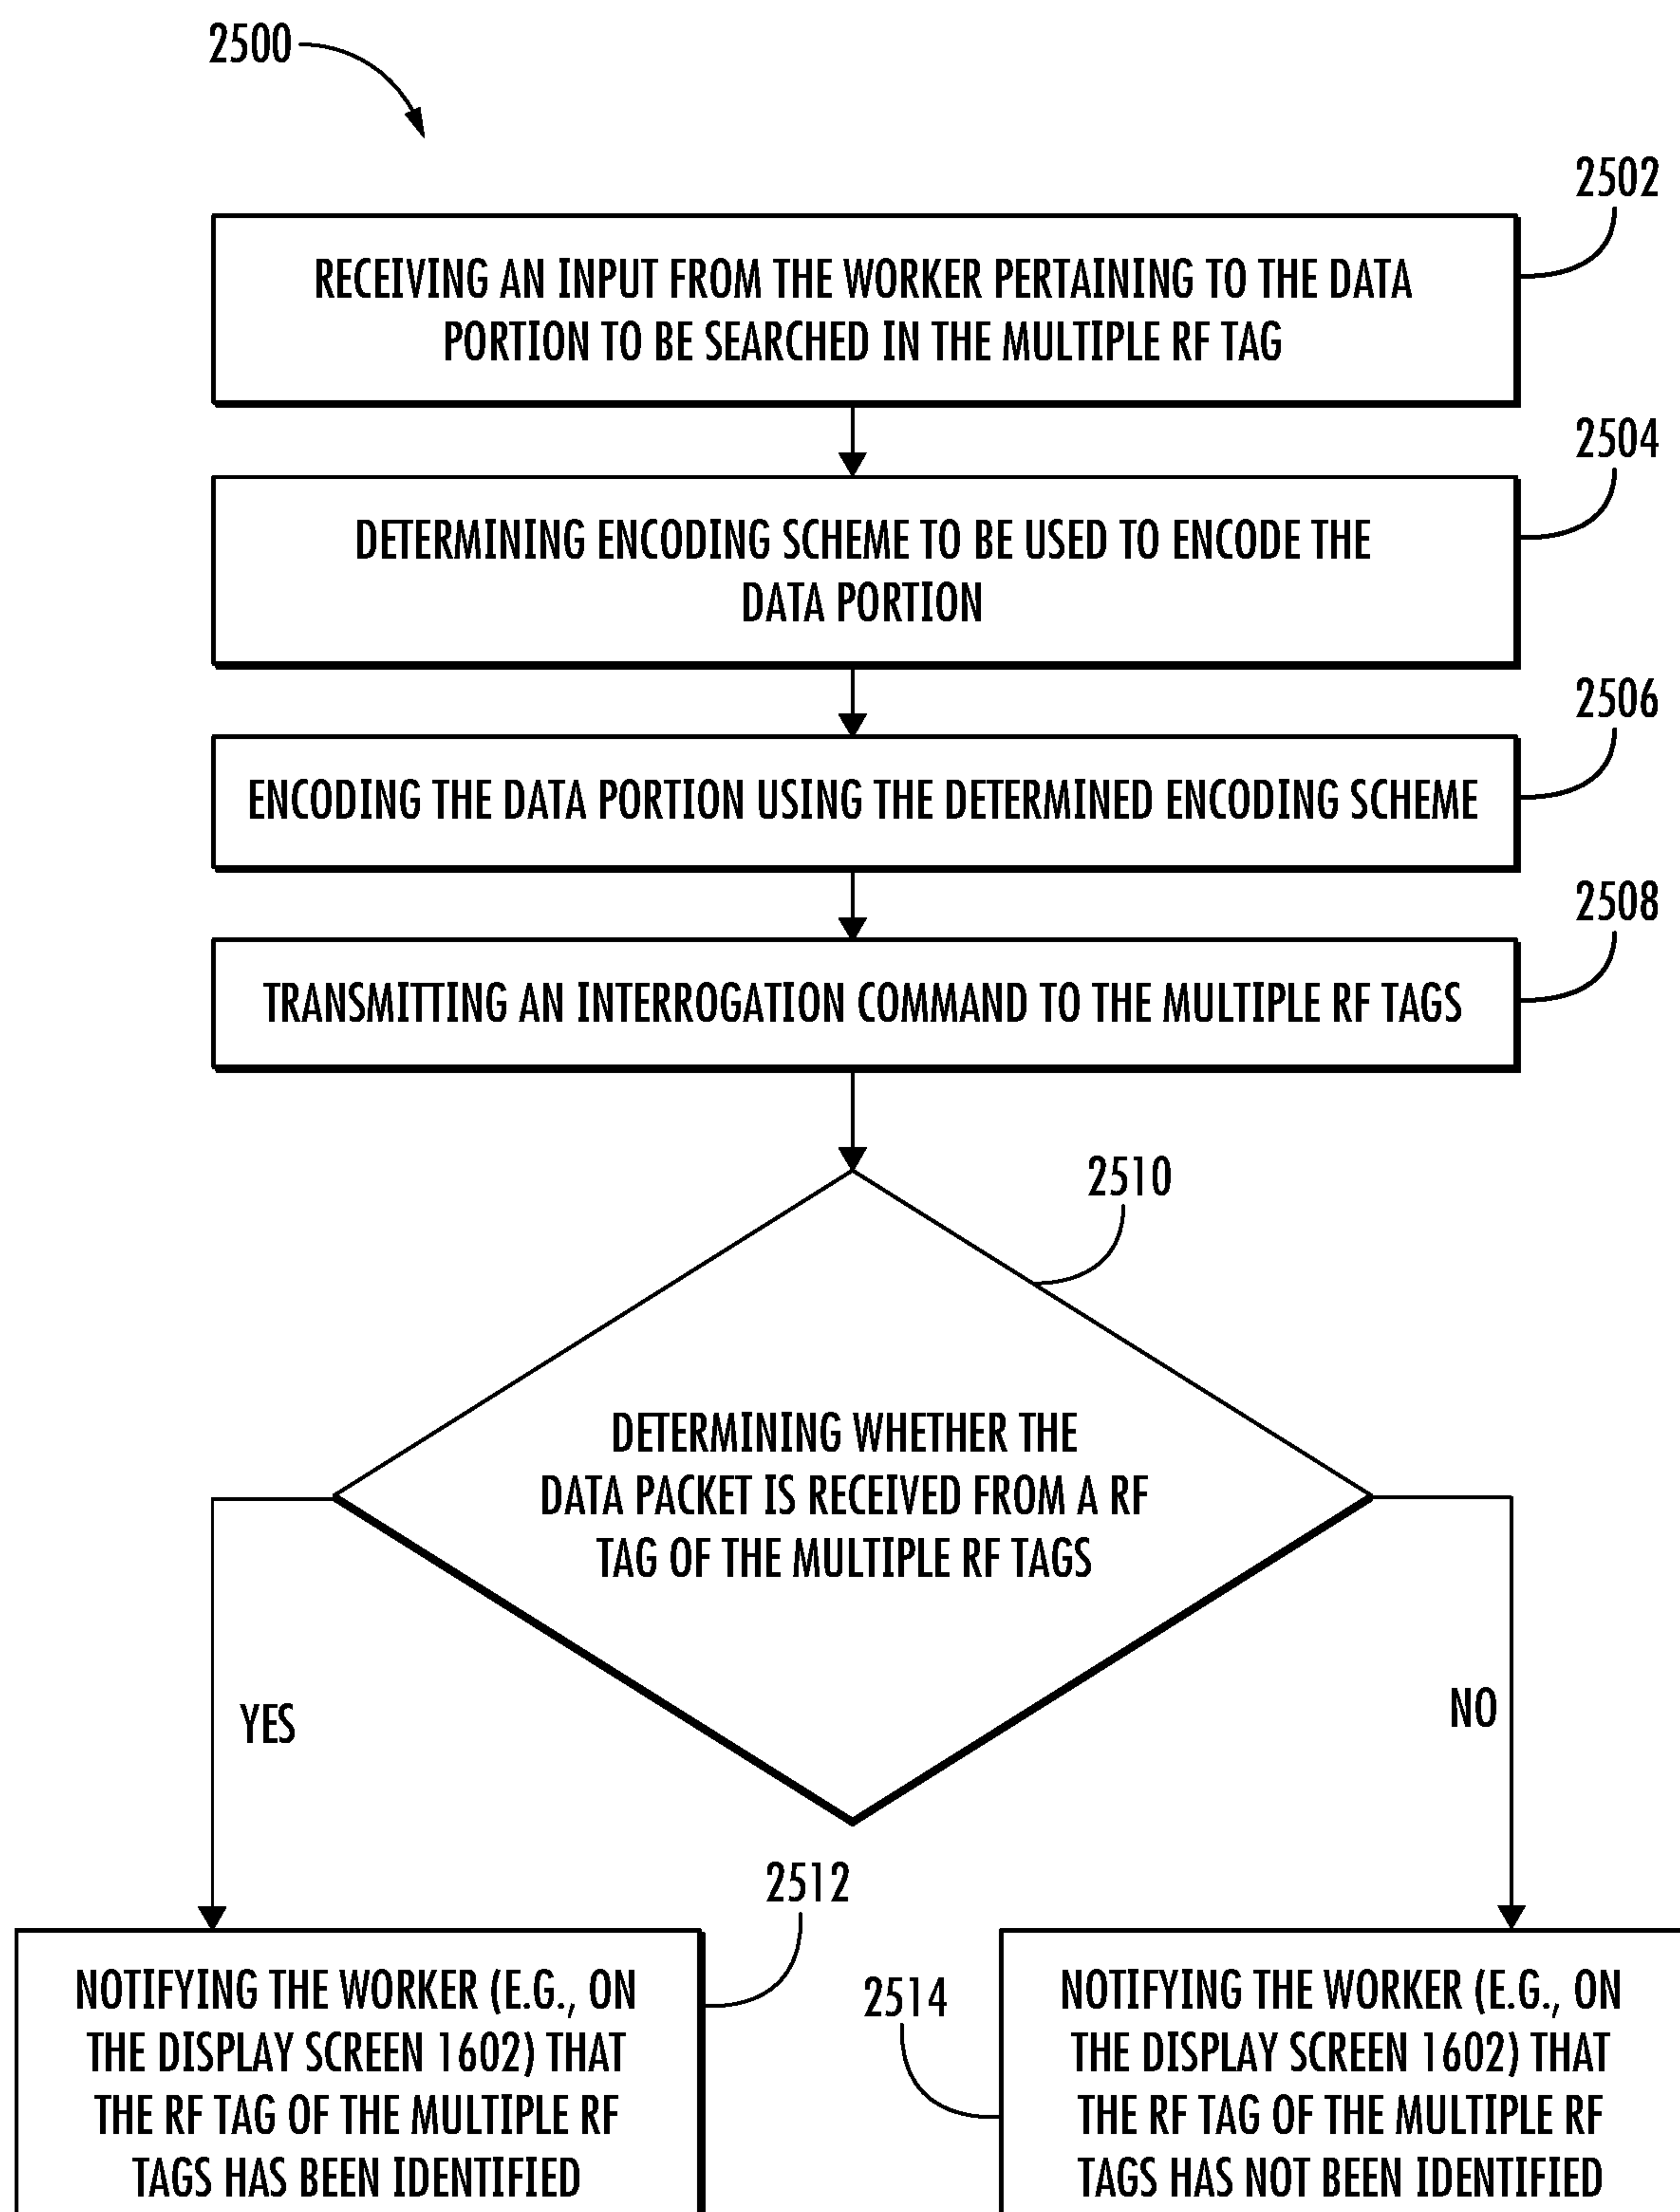 2500
2502
RECEIVING AN INPUT FROM THE WORKER PERTAINING TO THE DATA
PORTION TO BE SEARCHED IN THE MULTIPLE RF TAG
2504
DETERMINING ENCODING SCHEME TO BE USED TO ENCODE THE
DATA PORTION
2506
ENCODING THE DATA PORTION USING THE DETERMINED ENCODING SCHEME
2508
TRANSMITTING AN INTERROGATION COMMAND TO THE MULTIPLE RF TAGS
2510
DETERMINING WHETHER THE
DATA PACKET IS RECEIVED FROM A RF
TAG OF THE MULTIPLE RF TAGS
YES
NO
2512
NOTIFYING THE WORKER (E.G., ON
THE DISPLAY SCREEN 1602) THAT
THE RF TAG OF THE MULTIPLE RF
TAGS HAS BEEN IDENTIFIED
2514
NOTIFYING THE WORKER (E.G., ON
THE DISPLAY SCREEN 1602) THAT
THE RF TAG OF THE MULTIPLE RF
TAGS HAS NOT BEEN IDENTIFIED